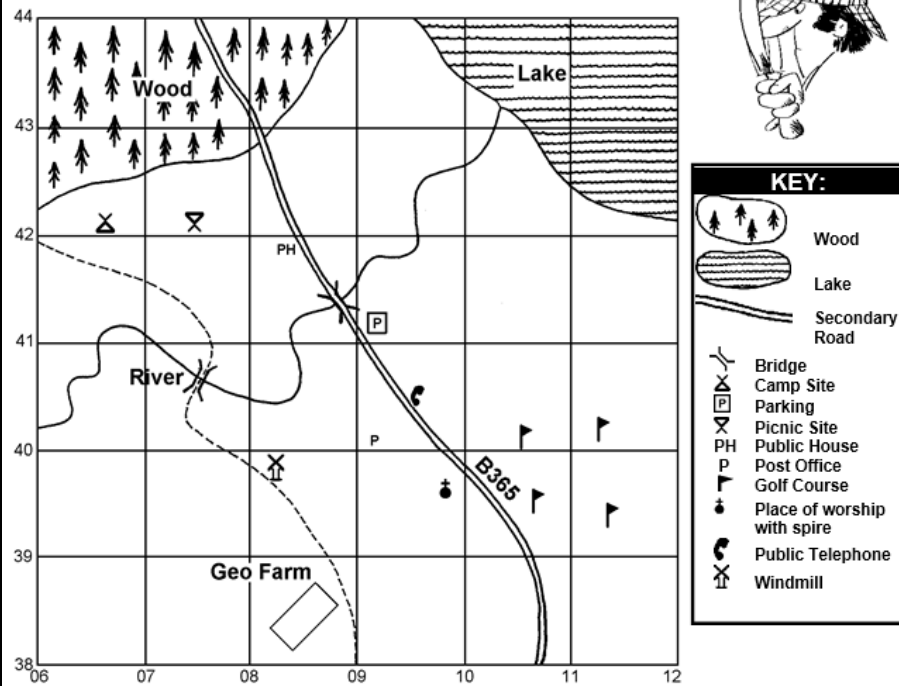 44
Wood
Lake
43
42
PH
P
41
River
P
40
B365
39
Geo Farm
38
06 07 08 09 10 11 12
KEY:
Wood
Lake
Secondary
Road
Bridge
Camp Site
P Parking
Picnic Site
PH Public House
P Post Office
Golf Course
Place of worship
with spire
Public Telephone
Windmill